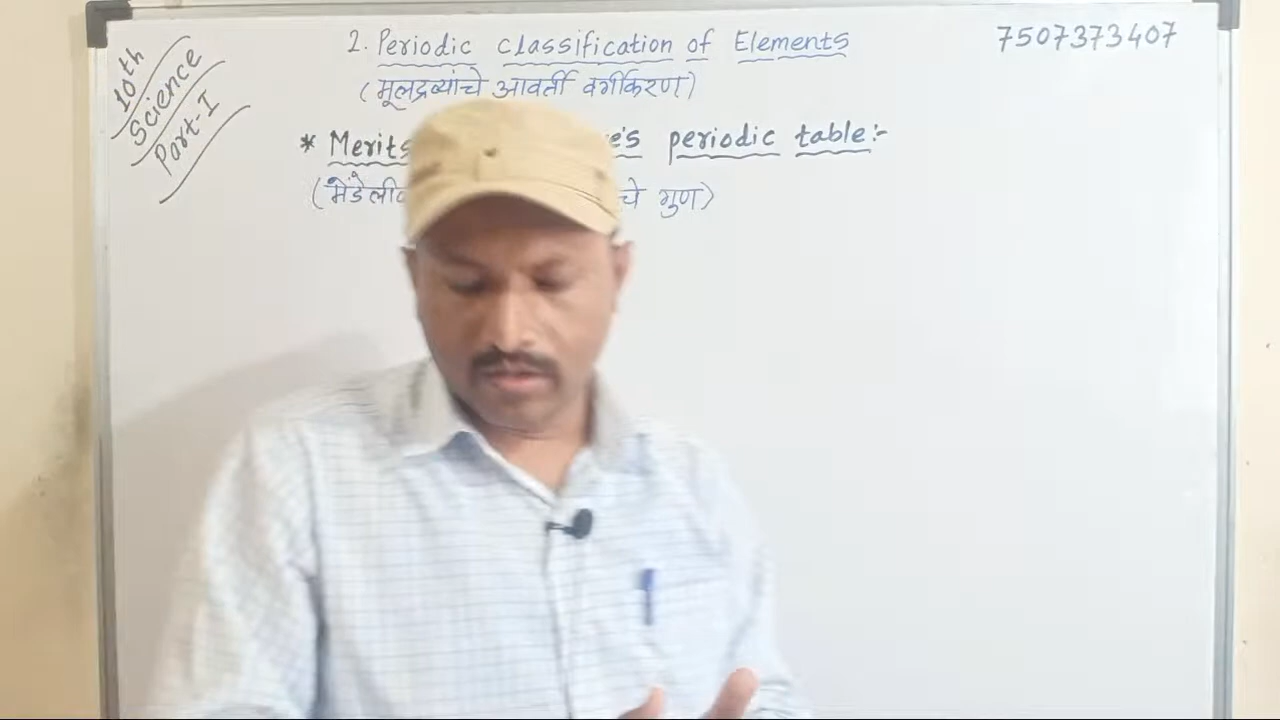 10th
Science
Part-I
2. Periodic classification of Elements
7507373407
(मूलद्रव्यांचे आवर्ती वर्गीकरण)
* Merits periodic table:-
चे गुण)